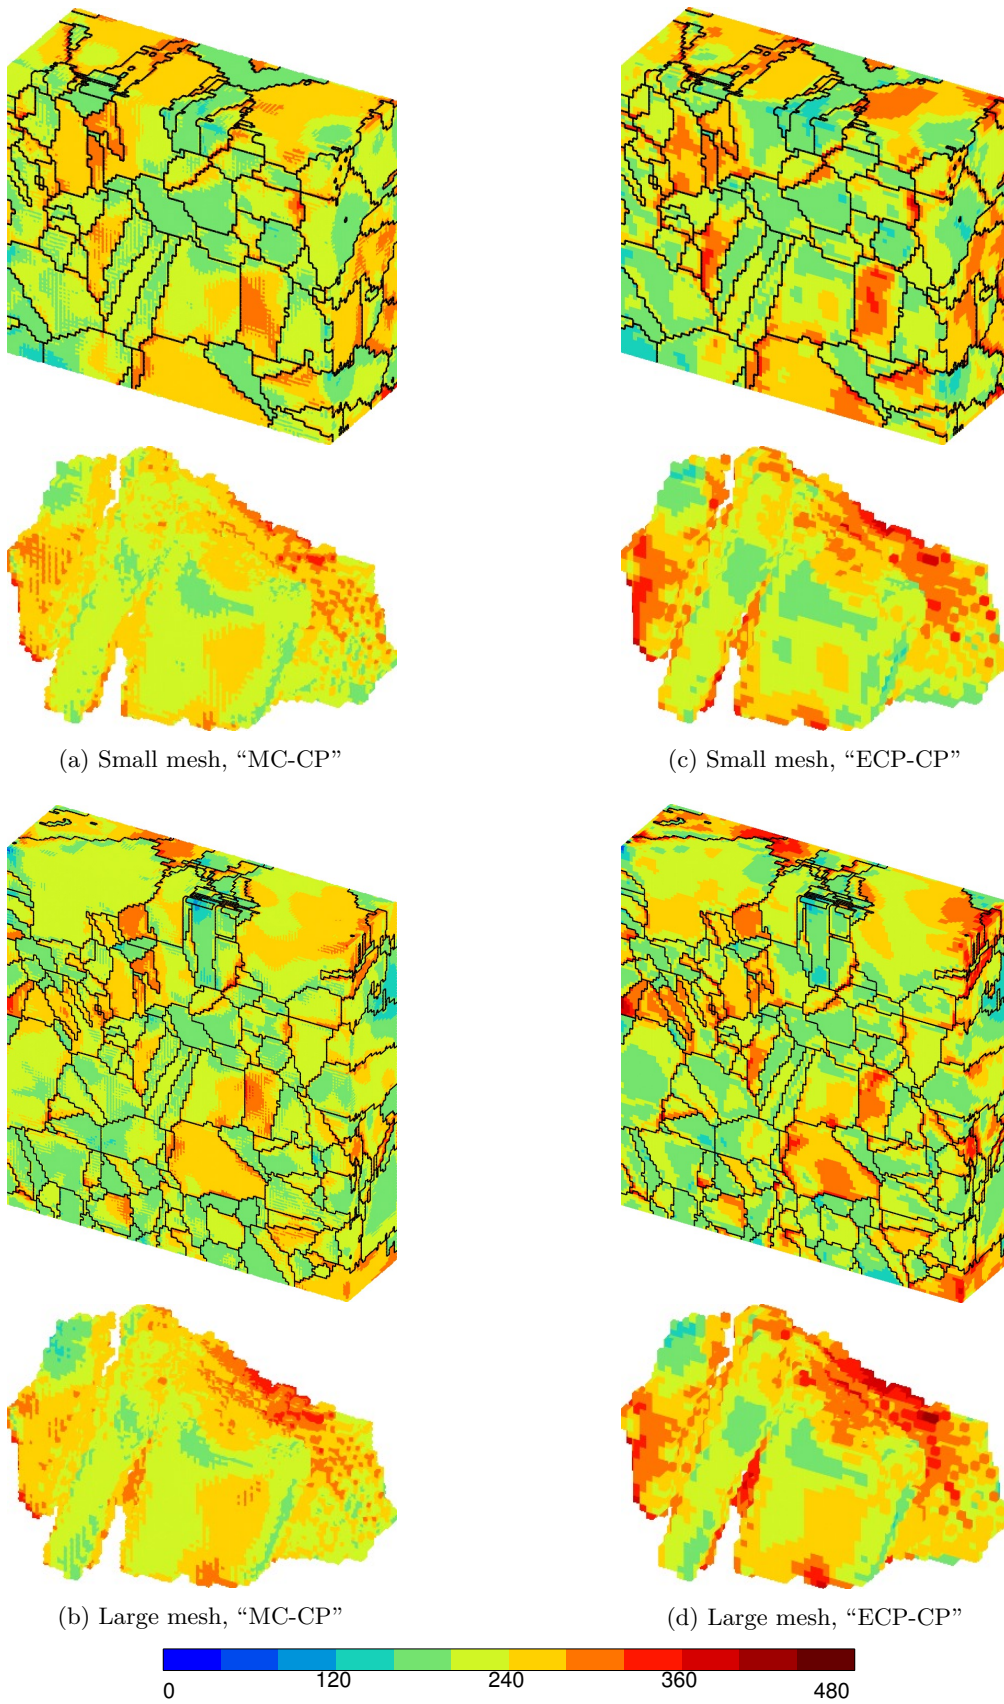 (a) Small mesh, “MC-CP”
(c) Small mesh, “ECP-CP”
(b) Large mesh, “MC-CP”
(d) Large mesh, “ECP-CP”
0 120 240 360 480